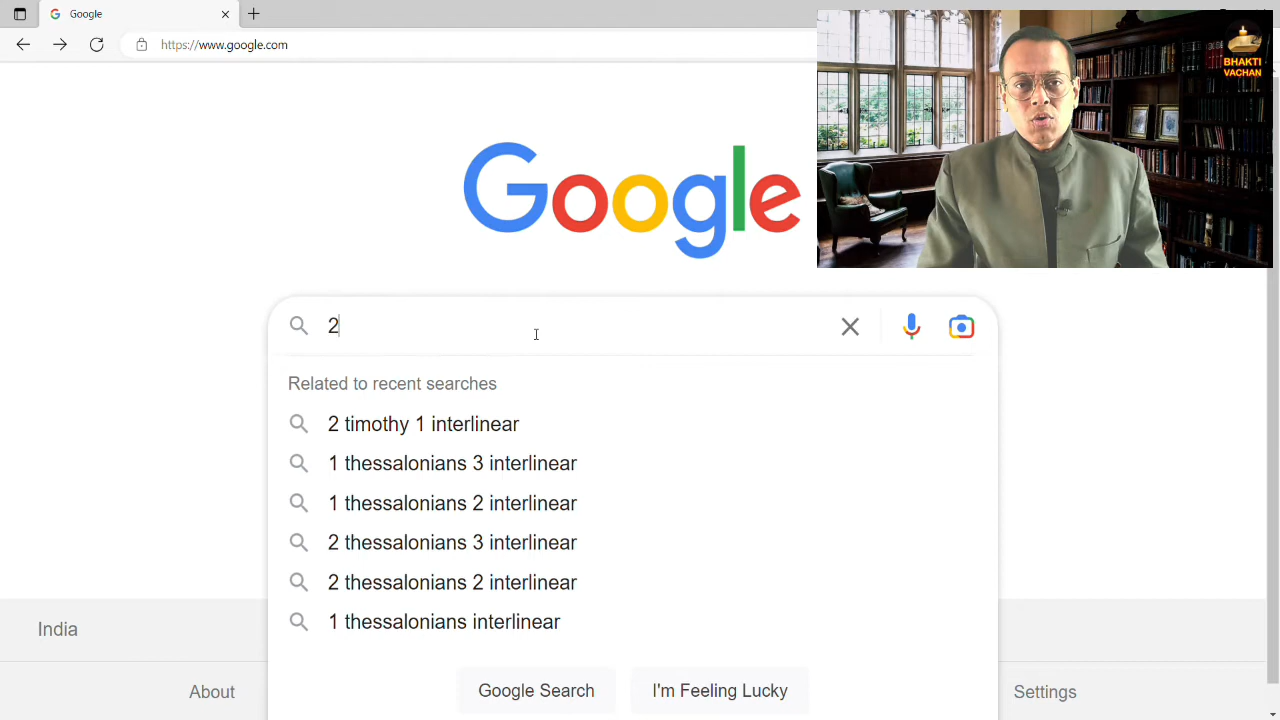 Google
https://www.google.com
BHAKTI
VACHAN
Google
2
Related to recent searches
2 timothy 1 interlinear
1 thessalonians 3 interlinear
1 thessalonians 2 interlinear
2 thessalonians 3 interlinear
2 thessalonians 2 interlinear
1 thessalonians interlinear
Google Search
I'm Feeling Lucky
India
About
Settings